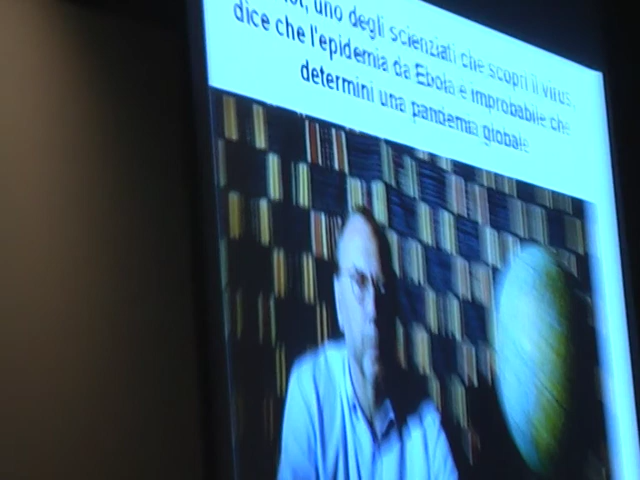 uno degli scienziati che scoprì il virus,
dice che l'epidemia da Ebola è improbabile che
determini una pandemia globale